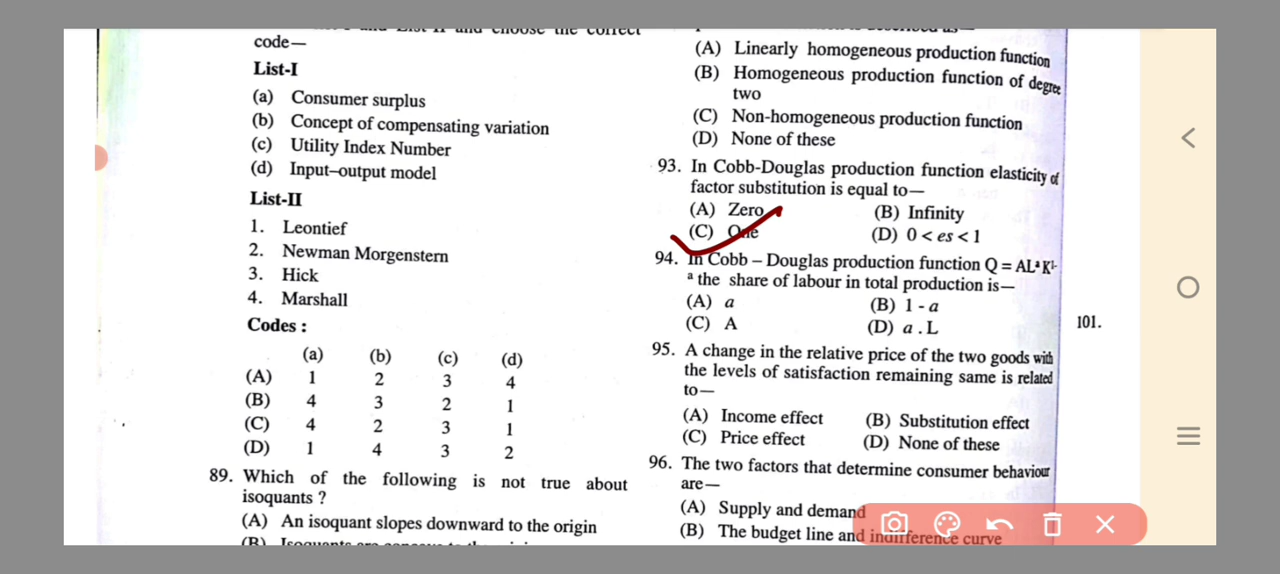 code—
List-I
(a) Consumer surplus
(b) Concept of compensating variation
(c) Utility Index Number
(d) Input–output model
List-II
1. Leontief
2. Newman Morgenstern
3. Hick
4. Marshall
Codes :
(a) (b) (c) (d)
(A) 1 2 3 4
(B) 4 3 2 1
(C) 4 2 3 1
(D) 1 4 3 2
89. Which of the following is not true about
isoquants ?
(A) An isoquant slopes downward to the origin
(A) Linearly homogeneous production function
(B) Homogeneous production function of degree
two
(C) Non-homogeneous production function
(D) None of these
93. In Cobb-Douglas production function elasticity of
factor substitution is equal to—
(A) Zero (B) Infinity
(C) One (D) 0 < es < 1
94. In Cobb – Douglas production function Q = ALᵃ K¹⁻
ᵃ the share of labour in total production is—
(A) a (B) 1 - a
(C) A (D) a . L
95. A change in the relative price of the two goods with
the levels of satisfaction remaining same is related
to—
(A) Income effect (B) Substitution effect
(C) Price effect (D) None of these
96. The two factors that determine consumer behaviour
are—
(A) Supply and demand
(B) The budget line and indifference curve
101.